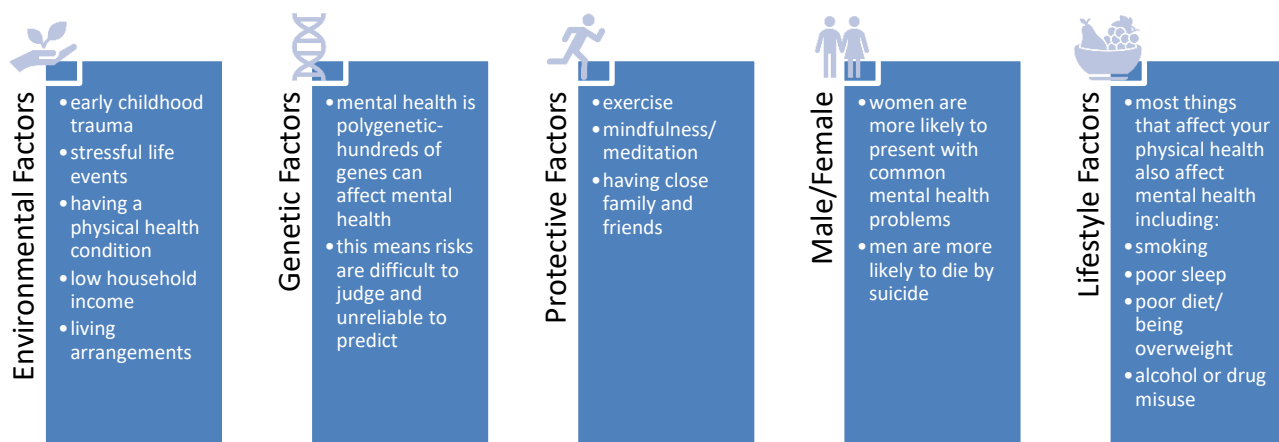 Environmental Factors
•early childhood
trauma
•stressful life
events
•having a
physical health
condition
•low household
income
•living
arrangements
Genetic Factors
•mental health is
polygenetic-
hundreds of
genes can
affect mental
health
•this means risks
are difficult to
judge and
unreliable to
predict
Protective Factors
•exercise
•mindfulness/
meditation
•having close
family and
friends
Male/Female
•women are
more likely to
present with
common
mental health
problems
•men are more
likely to die by
suicide
Lifestyle Factors
•most things
that affect your
physical health
also affect
mental health
including:
•smoking
•poor sleep
•poor diet/
being
overweight
•alcohol or drug
misuse